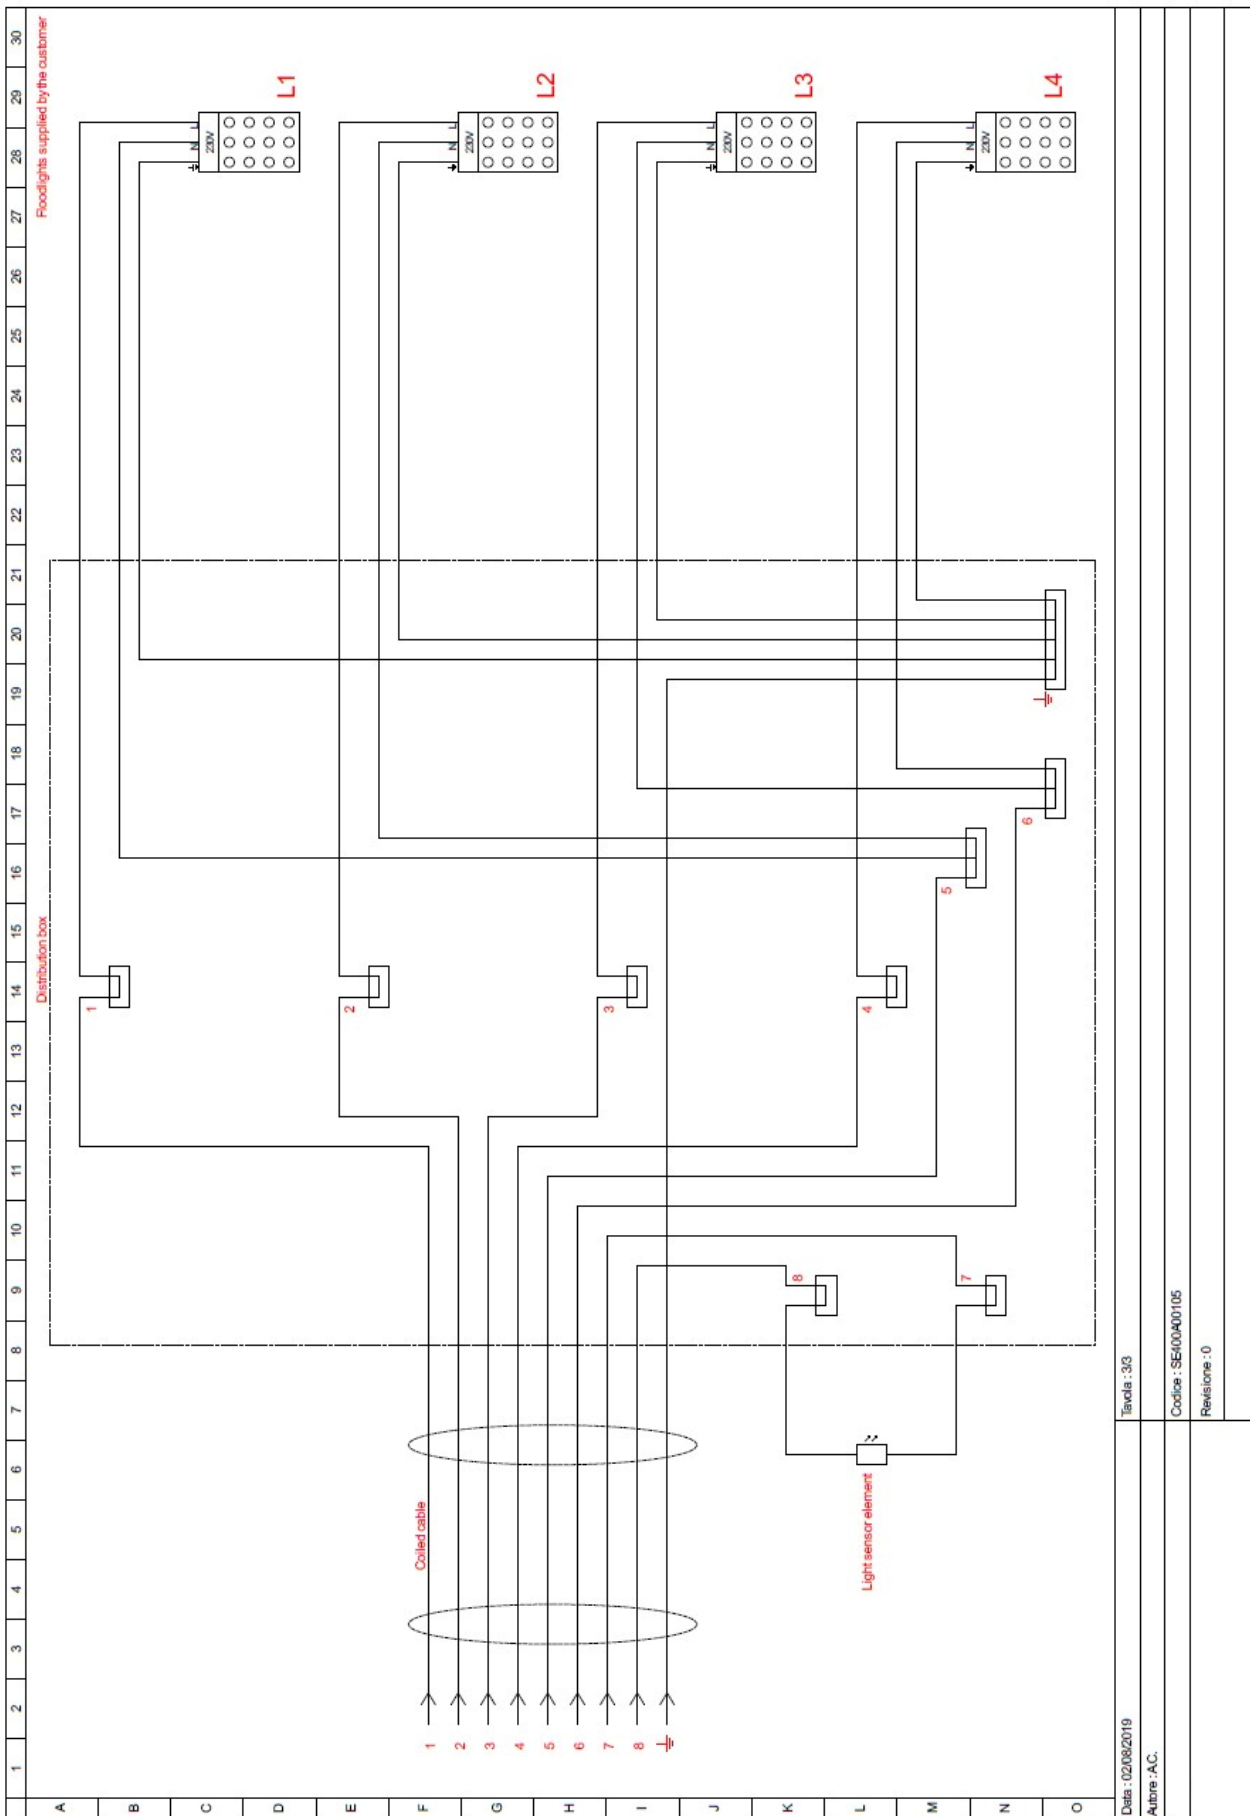 1 2 3 4 5 6 7 8 9 10 11 12 13 14 15 16 17 18 19 20 21 22 23 24 25 26 27 28 29 30
A
B
C
D
E
F
G
H
I
J
K
L
M
N
O
Floodlights supplied by the customer
Distribution box
Coiled cable
Light sensor element
L1
230V
N L
L2
230V
N L
L3
230V
N L
L4
230V
N L
1
2
3
4
5
6
8
7
1
2
3
4
5
6
7
8
Data : 02/08/2019
Tavola : 3/3
Autore : A.C.
Codice : SE400A00105
Revisione : 0